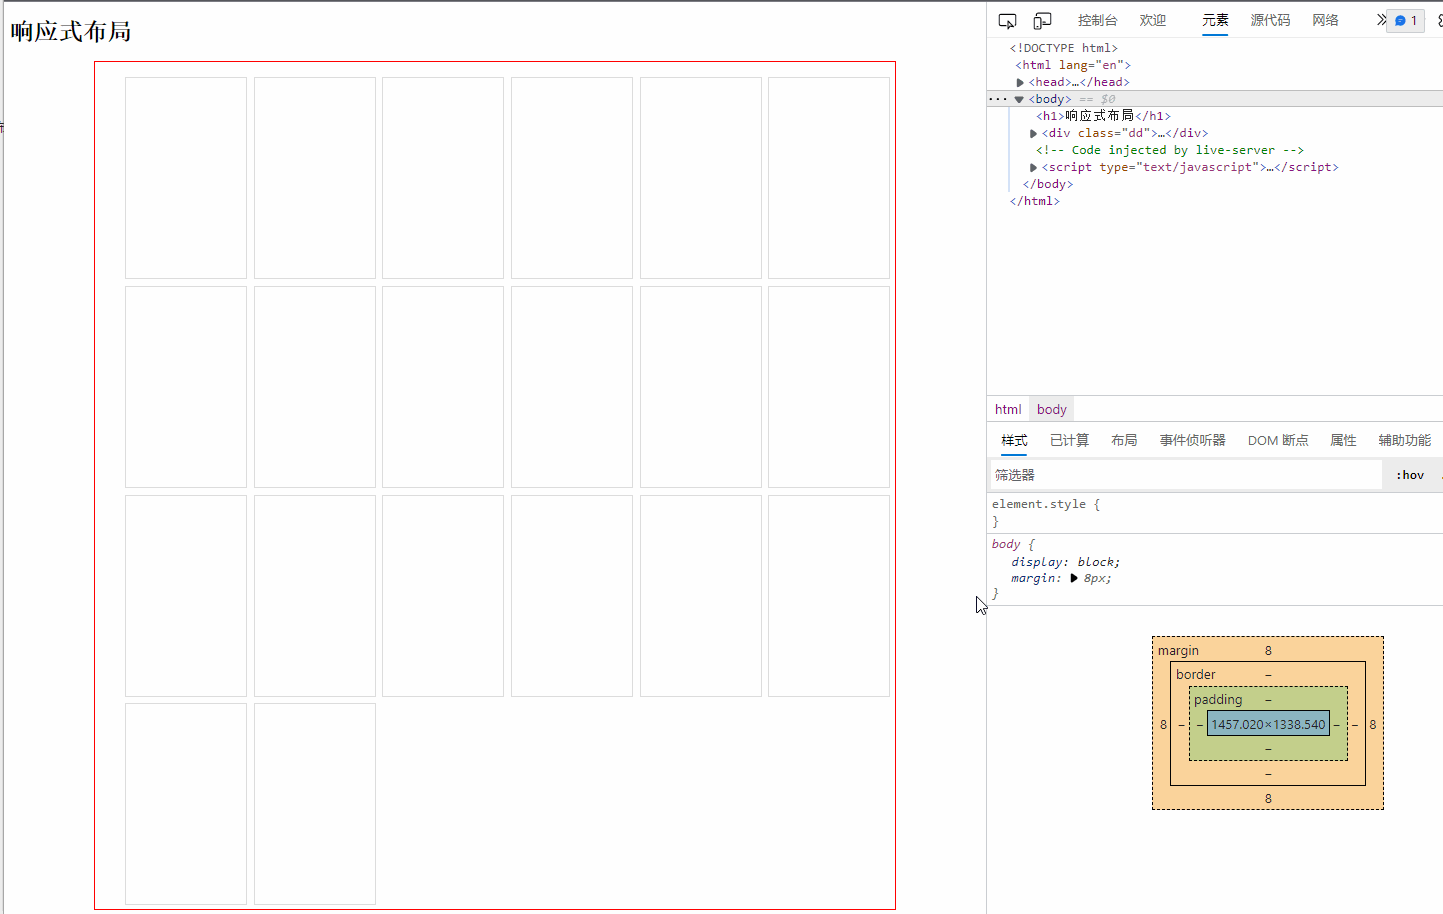 响应式布局
控制台 欢迎 元素 源代码 网络 1
<!DOCTYPE html>
<html lang="en">
<head>…</head>
··· <body> == $0
<h1>响应式布局</h1>
<div class="dd">…</div>
<!-- Code injected by live-server -->
<script type="text/javascript">…</script>
</body>
</html>
html body
样式 已计算 布局 事件侦听器 DOM 断点 属性 辅助功能
筛选器 :hov
element.style {
}
body {
display: block;
margin: 8px;
}
margin 8
border –
padding –
8 – – 1457.020×1338.540 – – 8
–
–
8